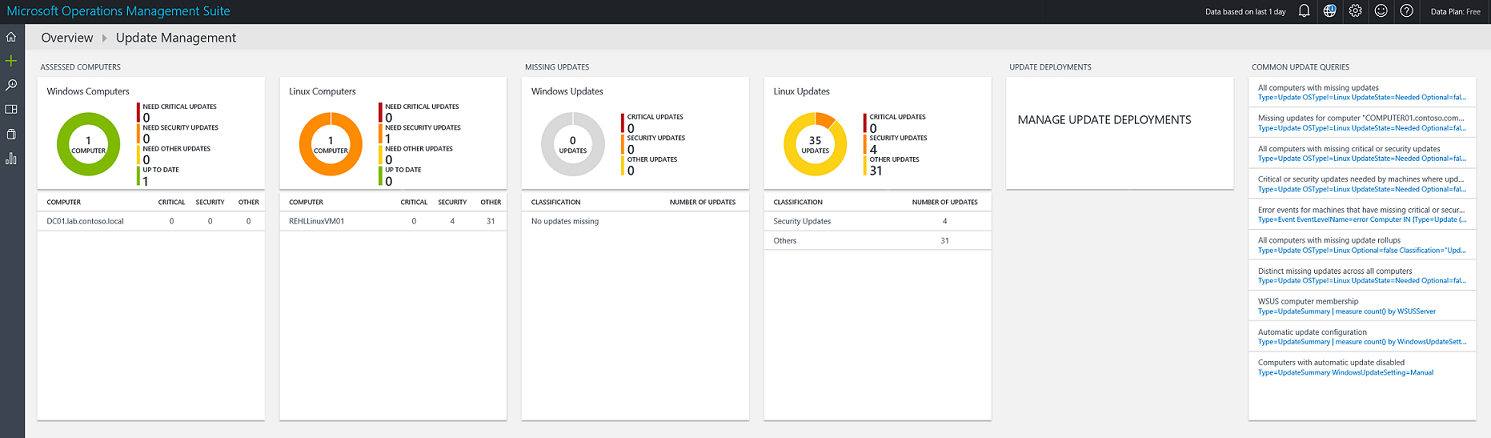 Microsoft Operations Management Suite
Data based on last 1 day
Data Plan: Free
Overview
Update Management
ASSESSED COMPUTERS
Windows Computers
1
COMPUTER
NEED CRITICAL UPDATES
0
NEED SECURITY UPDATES
0
NEED OTHER UPDATES
0
UP TO DATE
1
COMPUTER CRITICAL SECURITY OTHER
DC01.lab.contoso.local 0 0 0
Linux Computers
1
COMPUTER
NEED CRITICAL UPDATES
0
NEED SECURITY UPDATES
1
NEED OTHER UPDATES
0
UP TO DATE
0
COMPUTER CRITICAL SECURITY OTHER
REHLLinuxVM01 0 4 31
MISSING UPDATES
Windows Updates
0
UPDATES
CRITICAL UPDATES
0
SECURITY UPDATES
0
OTHER UPDATES
0
CLASSIFICATION NUMBER OF UPDATES
No updates missing
Linux Updates
35
UPDATES
CRITICAL UPDATES
0
SECURITY UPDATES
4
OTHER UPDATES
31
CLASSIFICATION NUMBER OF UPDATES
Security Updates 4
Others 31
UPDATE DEPLOYMENTS
MANAGE UPDATE DEPLOYMENTS
COMMON UPDATE QUERIES
All computers with missing updates
Type=Update OSType!=Linux UpdateState=Needed Optional=fal...
Missing updates for computer "COMPUTER01.contoso.com...
Type=Update OSType!=Linux UpdateState=Needed Optional=fal...
All computers with missing critical or security updates
Type=Update OSType!=Linux UpdateState=Needed Optional=fal...
Critical or security updates needed by machines where upd...
Type=Update OSType!=Linux UpdateState=Needed Optional=fal...
Error events for machines that have missing critical or secur...
Type=Event EventLevelName=error Computer IN {Type=Update (...
All computers with missing update rollups
Type=Update OSType!=Linux Optional=false Classification="Upd...
Distinct missing updates across all computers
Type=Update OSType!=Linux UpdateState=Needed Optional=fal...
WSUS computer membership
Type=UpdateSummary | measure count() by WSUSServer
Automatic update configuration
Type=UpdateSummary | measure count() by WindowsUpdateSett...
Computers with automatic update disabled
Type=UpdateSummary WindowsUpdateSetting=Manual